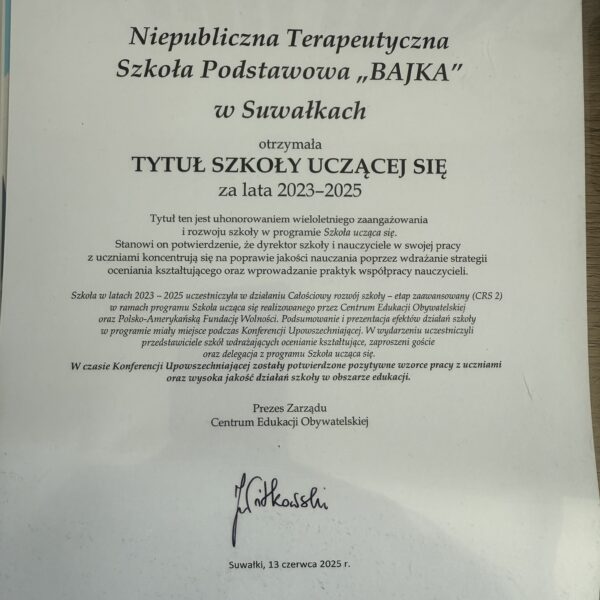 Niepubliczna Terapeutyczna
Szkoła Podstawowa „BAJKA”
w Suwałkach
otrzymała
TYTUŁ SZKOŁY UCZĄCEJ SIĘ
za lata 2023–2025
Tytuł ten jest uhonorowaniem wieloletniego zaangażowania
i rozwoju szkoły w programie Szkoła ucząca się.
Stanowi on potwierdzenie, że dyrektor szkoły i nauczyciele w swojej pracy
z uczniami koncentrują się na poprawie jakości nauczania poprzez wdrażanie strategii
oceniania kształtującego oraz wprowadzanie praktyk współpracy nauczycieli.
Szkoła w latach 2023 – 2025 uczestniczyła w działaniu Całościowy rozwój szkoły – etap zaawansowany (CRS 2)
w ramach programu Szkoła ucząca się realizowanego przez Centrum Edukacji Obywatelskiej
oraz Polsko-Amerykańską Fundację Wolności. Podsumowanie i prezentacja efektów działań szkoły
w programie miały miejsce podczas Konferencji Upowszechniającej. W wydarzeniu uczestniczyli
przedstawiciele szkół wdrażających ocenianie kształtujące, zaproszeni goście
oraz delegacja z programu Szkoła ucząca się.
W czasie Konferencji Upowszechniającej zostały potwierdzone pozytywne wzorce pracy z uczniami
oraz wysoka jakość działań szkoły w obszarze edukacji.
Prezes Zarządu
Centrum Edukacji Obywatelskiej
Suwałki, 13 czerwca 2025 r.